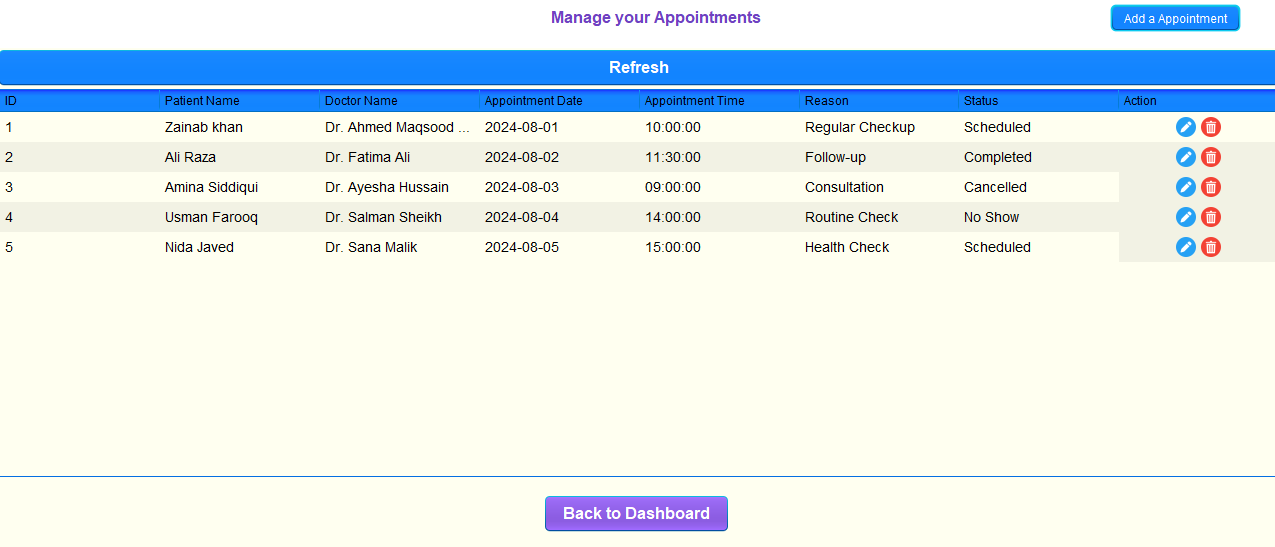 Manage your Appointments Add a Appointment
Refresh
ID Patient Name Doctor Name Appointment Date Appointment Time Reason Status Action
1 Zainab khan Dr. Ahmed Maqsood ... 2024-08-01 10:00:00 Regular Checkup Scheduled
2 Ali Raza Dr. Fatima Ali 2024-08-02 11:30:00 Follow-up Completed
3 Amina Siddiqui Dr. Ayesha Hussain 2024-08-03 09:00:00 Consultation Cancelled
4 Usman Farooq Dr. Salman Sheikh 2024-08-04 14:00:00 Routine Check No Show
5 Nida Javed Dr. Sana Malik 2024-08-05 15:00:00 Health Check Scheduled
Back to Dashboard